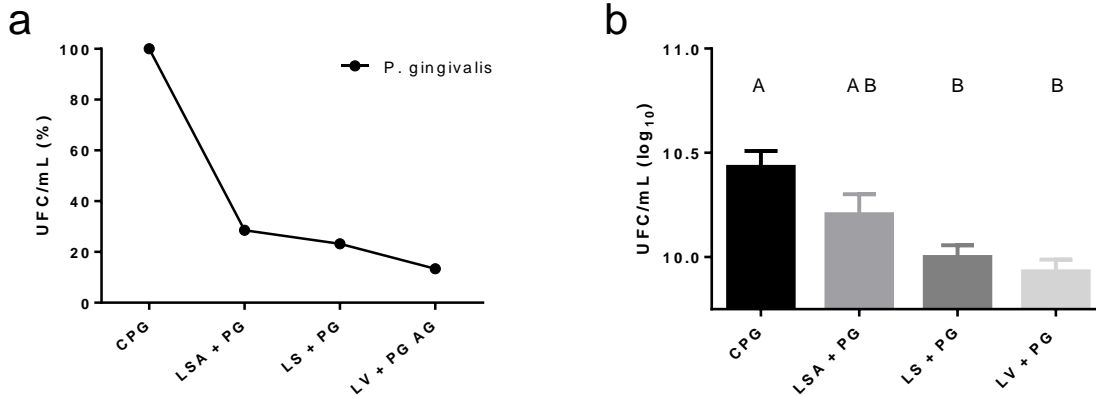 a
UFC/mL (%)
100
80
60
40
20
0
P. gingivalis
CPG
LSA + PG
LS + PG
LV + PG AG
b
UFC/mL (log10)
11.0
10.5
10.0
A
A B
B
B
CPG
LSA + PG
LS + PG
LV + PG